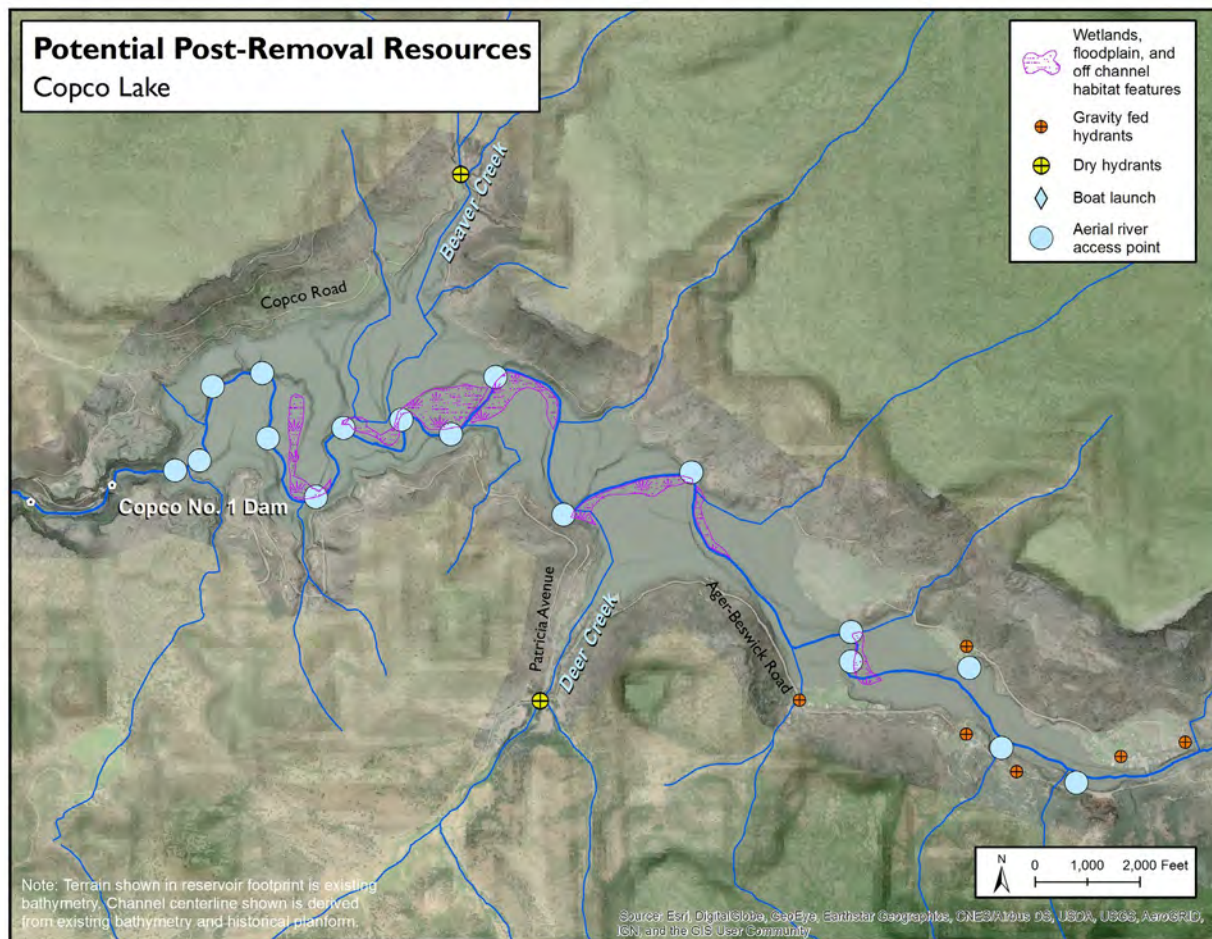 Potential Post-Removal Resources
Copco Lake
Wetlands,
floodplain, and
off channel
habitat features
Gravity fed
hydrants
Dry hydrants
Boat launch
Aerial river
access point
Beaver Creek
Copco Road
Copco No. 1 Dam
Patricia Avenue
Deer Creek
Ager-Beswick Road
N
0 1,000 2,000 Feet
Note: Terrain shown in reservoir footprint is existing
bathymetry. Channel centerline shown is derived
from existing bathymetry and historical planform.
Source: Esri, DigitalGlobe, GeoEye, Earthstar Geographics, CNES/Airbus DS, USDA, USGS, AeroGRID,
IGN, and the GIS User Community